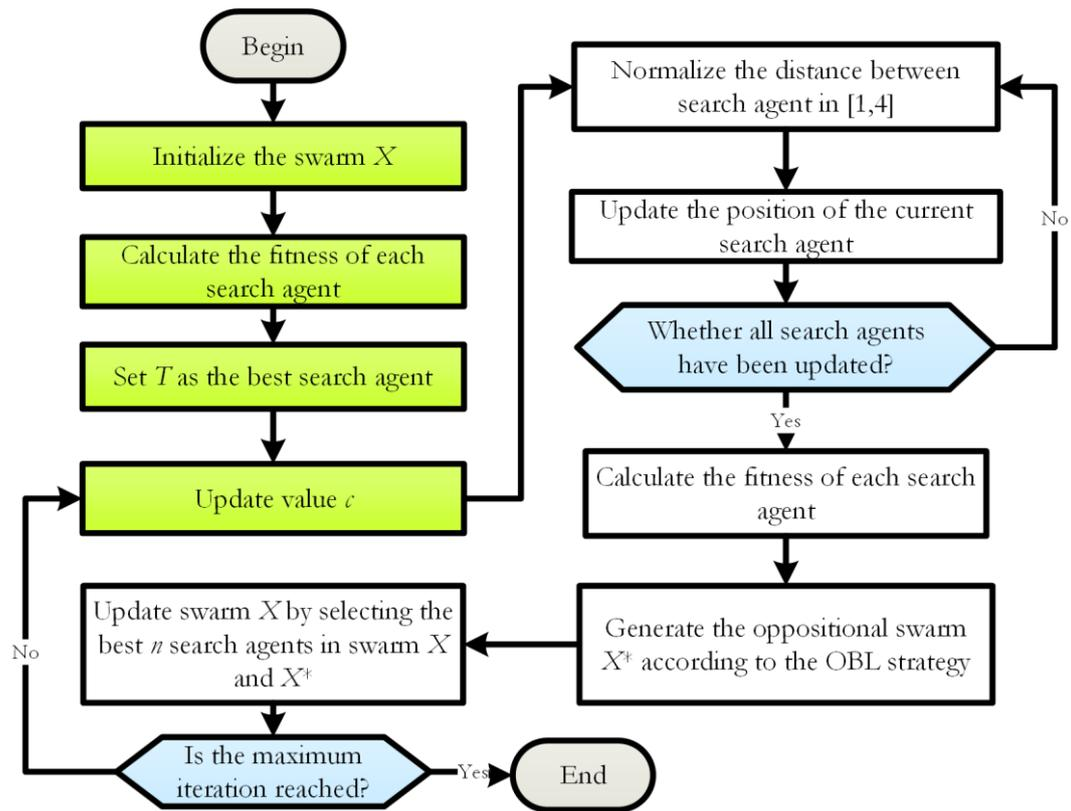 Begin
Initialize the swarm X
Calculate the fitness of each
search agent
Set T as the best search agent
Update value c
Normalize the distance between
search agent in [1,4]
Update the position of the current
search agent
Whether all search agents
have been updated?
No
Yes
Calculate the fitness of each search
agent
Generate the oppositional swarm
X* according to the OBL strategy
Update swarm X by selecting the
best n search agents in swarm X
and X*
Is the maximum
iteration reached?
No
Yes
End